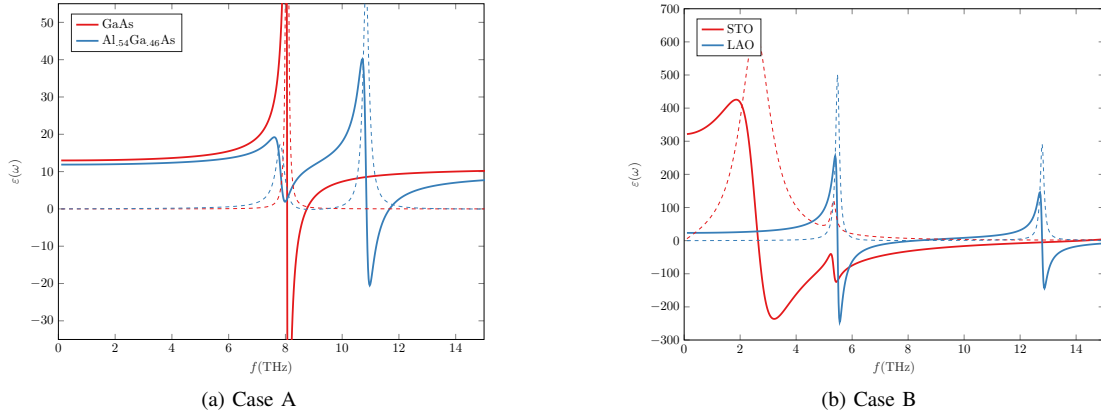 GaAs
Al.54Ga.46As
50
40
30
20
10
0
−10
−20
−30
ε(ω)
0 2 4 6 8 10 12 14
f(THz)
(a) Case A
STO
LAO
700
600
500
400
300
200
100
0
−100
−200
−300
ε(ω)
0 2 4 6 8 10 12 14
f(THz)
(b) Case B